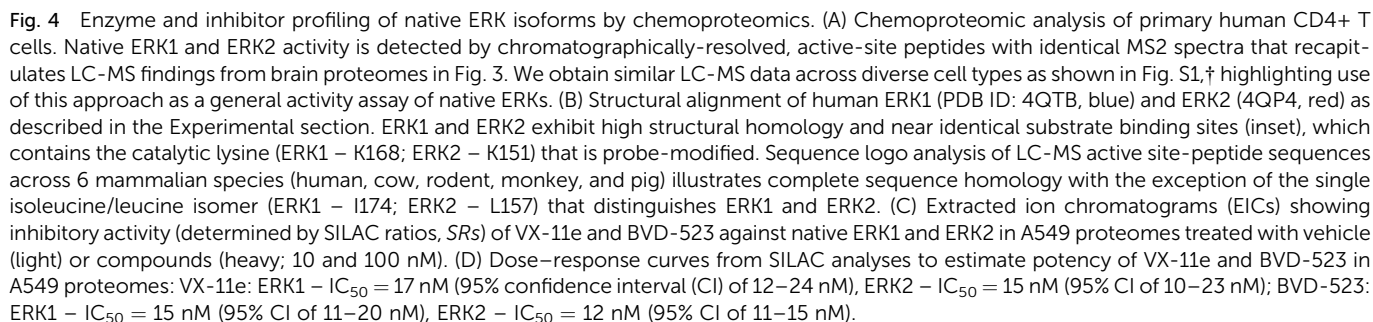 Fig. 4 Enzyme and inhibitor profiling of native ERK isoforms by chemoproteomics. (A) Chemoproteomic analysis of primary human CD4+ T
cells. Native ERK1 and ERK2 activity is detected by chromatographically-resolved, active-site peptides with identical MS2 spectra that recapit-
ulates LC-MS findings from brain proteomes in Fig. 3. We obtain similar LC-MS data across diverse cell types as shown in Fig. S1,† highlighting use
of this approach as a general activity assay of native ERKs. (B) Structural alignment of human ERK1 (PDB ID: 4QTB, blue) and ERK2 (4QP4, red) as
described in the Experimental section. ERK1 and ERK2 exhibit high structural homology and near identical substrate binding sites (inset), which
contains the catalytic lysine (ERK1 – K168; ERK2 – K151) that is probe-modified. Sequence logo analysis of LC-MS active site-peptide sequences
across 6 mammalian species (human, cow, rodent, monkey, and pig) illustrates complete sequence homology with the exception of the single
isoleucine/leucine isomer (ERK1 – I174; ERK2 – L157) that distinguishes ERK1 and ERK2. (C) Extracted ion chromatograms (EICs) showing
inhibitory activity (determined by SILAC ratios, SRs) of VX-11e and BVD-523 against native ERK1 and ERK2 in A549 proteomes treated with vehicle
(light) or compounds (heavy; 10 and 100 nM). (D) Dose–response curves from SILAC analyses to estimate potency of VX-11e and BVD-523 in
A549 proteomes: VX-11e: ERK1 – IC50 = 17 nM (95% confidence interval (CI) of 12–24 nM), ERK2 – IC50 = 15 nM (95% CI of 10–23 nM); BVD-523:
ERK1 – IC50 = 15 nM (95% CI of 11–20 nM), ERK2 – IC50 = 12 nM (95% CI of 11–15 nM).